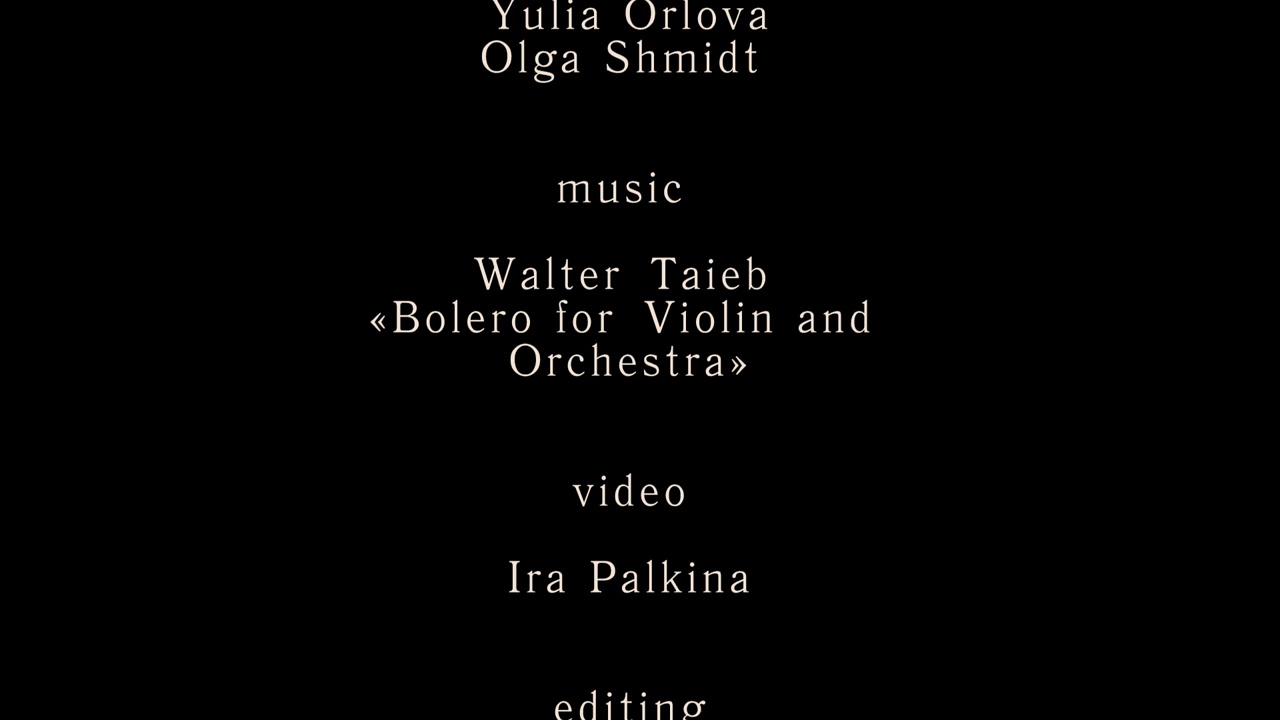 Yulia Orlova
Olga Shmidt
music
Walter Taieb
«Bolero for Violin and
Orchestra»
video
Ira Palkina
editing